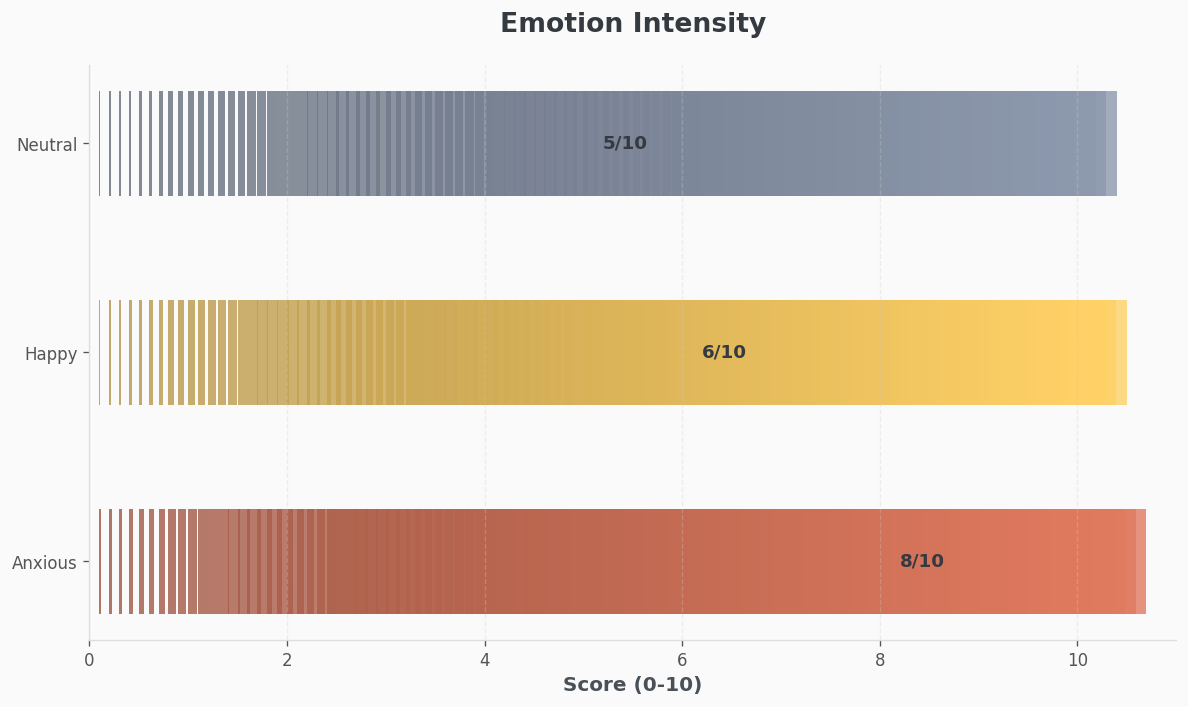 Emotion Intensity
Neutral
5/10
Happy
6/10
Anxious
8/10
0 2 4 6 8 10
Score (0-10)